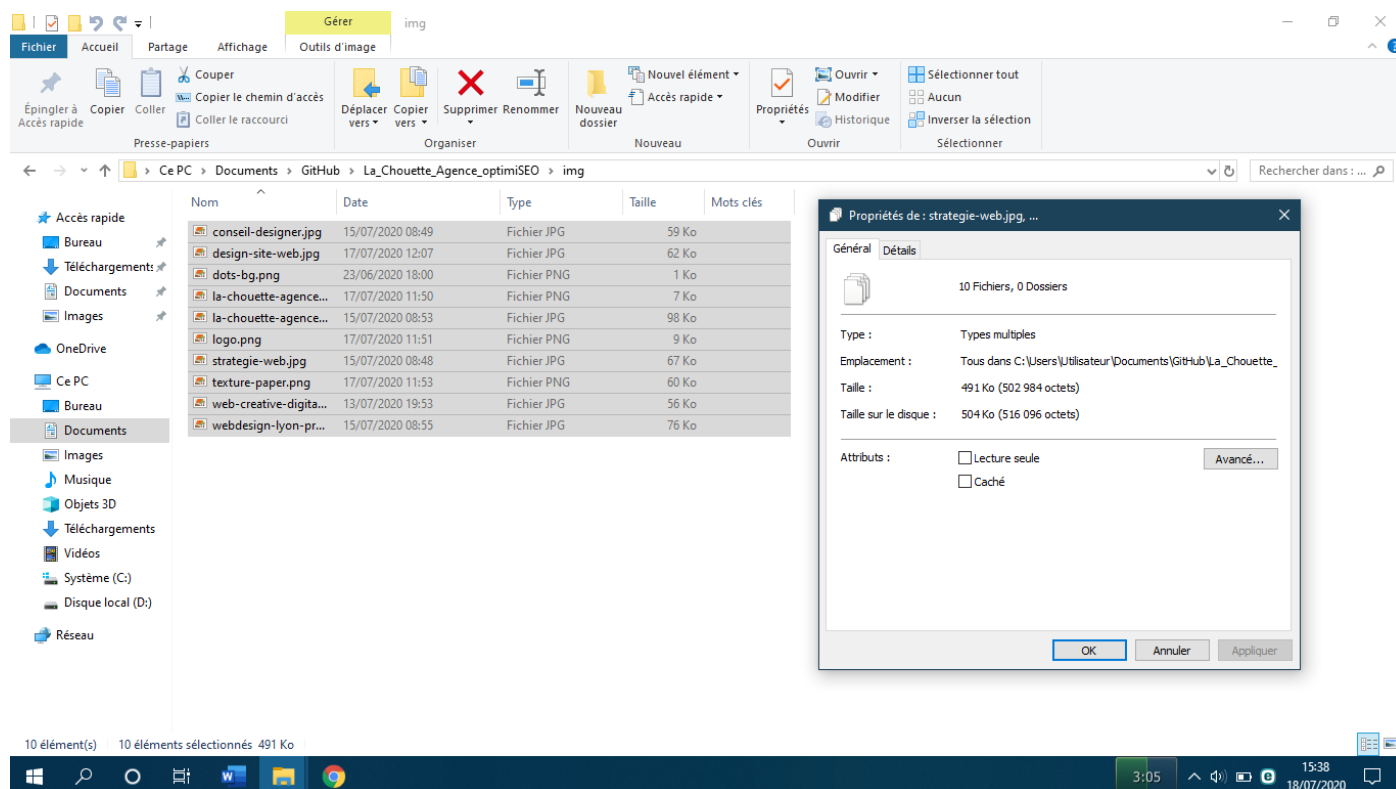 Gérer img
Fichier Accueil Partage Affichage Outils d'image
Épingler à Accès rapide
Copier
Coller
Couper
Copier le chemin d'accès
Coller le raccourci
Presse-papiers
Déplacer vers
Copier vers
Supprimer
Renommer
Organiser
Nouveau dossier
Nouvel élément
Accès rapide
Nouveau
Propriétés
Ouvrir
Modifier
Historique
Ouvrir
Sélectionner tout
Aucun
Inverser la sélection
Sélectionner
Ce PC > Documents > GitHub > La_Chouette_Agence_optimiSEO > img
Rechercher dans : ...
Accès rapide
Bureau
Téléchargements
Documents
Images
OneDrive
Ce PC
Bureau
Documents
Images
Musique
Objets 3D
Téléchargements
Vidéos
Système (C:)
Disque local (D:)
Réseau
Nom Date Type Taille Mots clés
conseil-designer.jpg 15/07/2020 08:49 Fichier JPG 59 Ko
design-site-web.jpg 17/07/2020 12:07 Fichier JPG 62 Ko
dots-bg.png 23/06/2020 18:00 Fichier PNG 1 Ko
la-chouette-agence... 17/07/2020 11:50 Fichier PNG 7 Ko
la-chouette-agence... 15/07/2020 08:53 Fichier JPG 98 Ko
logo.png 17/07/2020 11:51 Fichier PNG 9 Ko
strategie-web.jpg 15/07/2020 08:48 Fichier JPG 67 Ko
texture-paper.png 17/07/2020 11:53 Fichier PNG 60 Ko
web-creative-digita... 13/07/2020 19:53 Fichier JPG 56 Ko
webdesign-lyon-pr... 15/07/2020 08:55 Fichier JPG 76 Ko
Propriétés de : strategie-web.jpg, ...
Général Détails
10 Fichiers, 0 Dossiers
Type : Types multiples
Emplacement : Tous dans C:\Users\Utilisateur\Documents\GitHub\La_Chouette_
Taille : 491 Ko (502 984 octets)
Taille sur le disque : 504 Ko (516 096 octets)
Attributs : Lecture seule Avancé...
Caché
OK Annuler Appliquer
10 élément(s) 10 éléments sélectionnés 491 Ko
3:05
15:38
18/07/2020